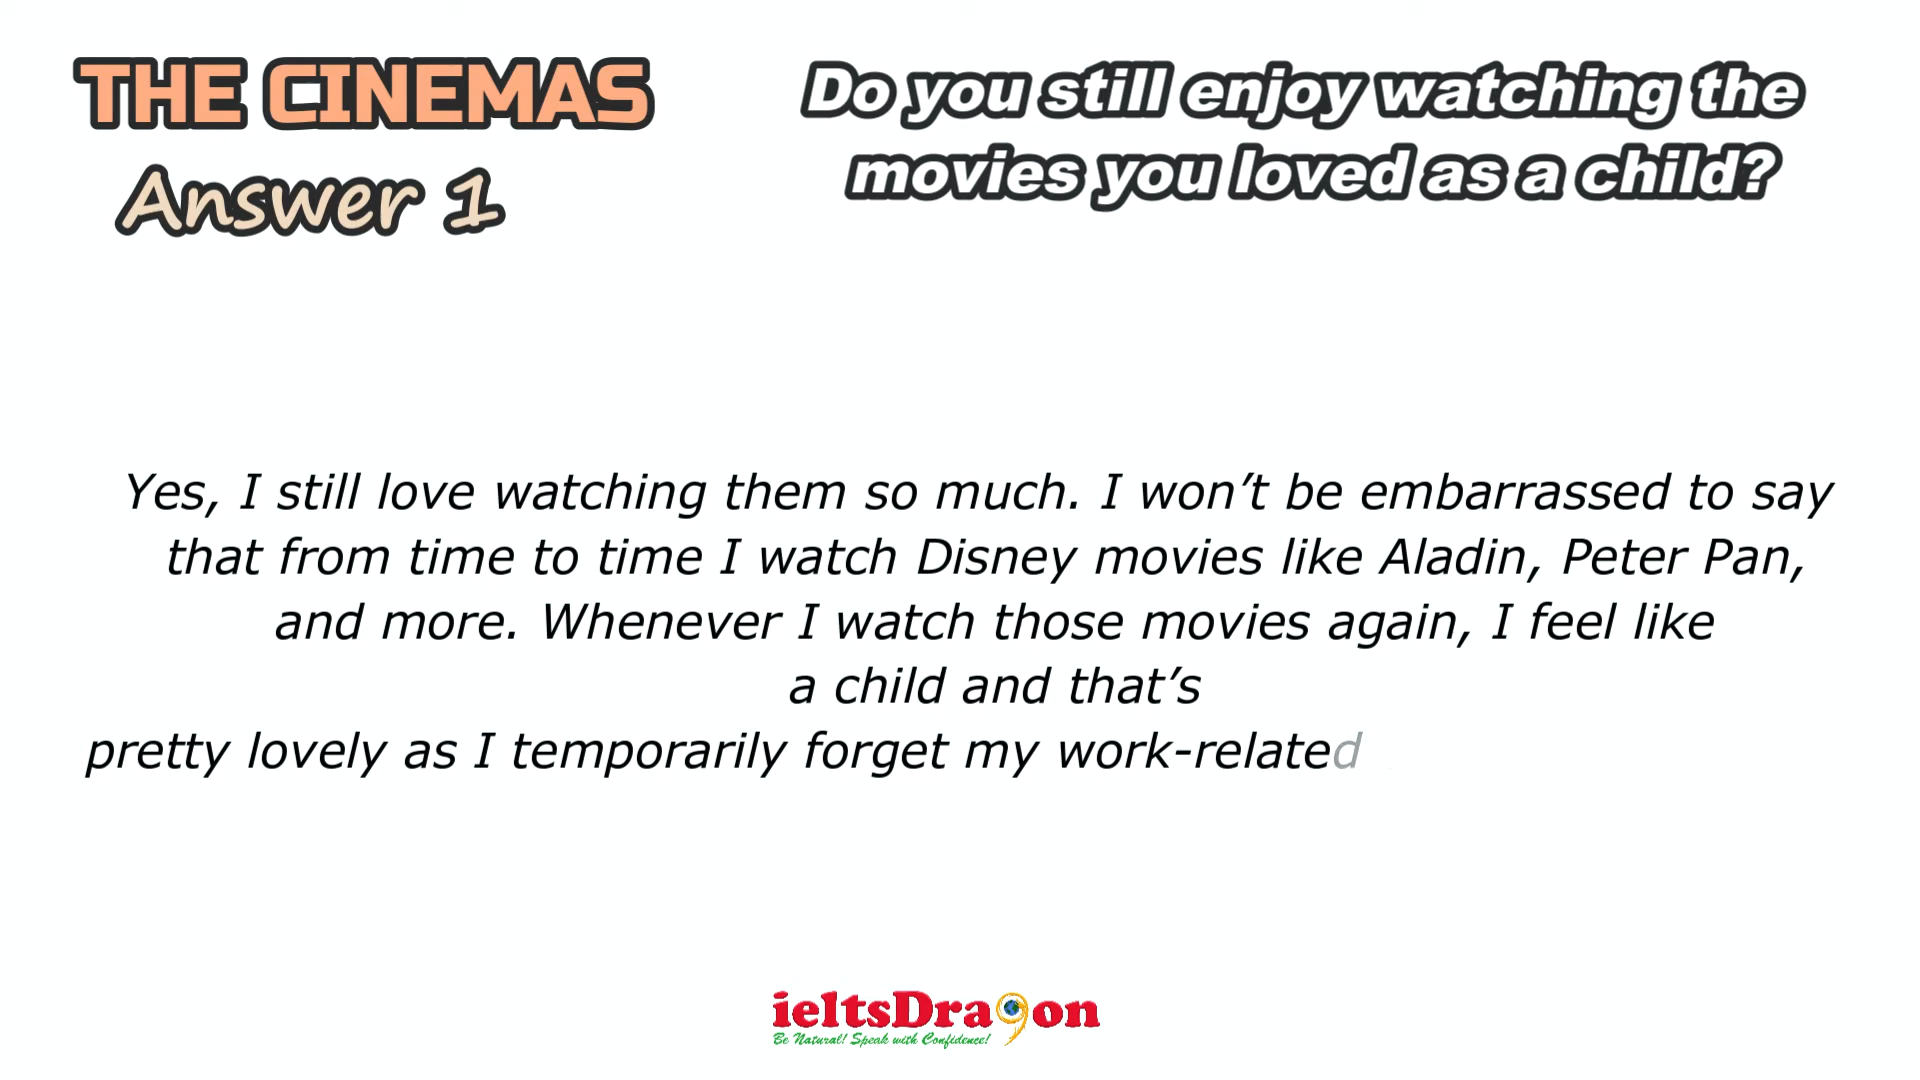 THE CINEMAS
Answer 1
Do you still enjoy watching the
movies you loved as a child?
Yes, I still love watching them so much. I won’t be embarrassed to say
that from time to time I watch Disney movies like Aladin, Peter Pan,
and more. Whenever I watch those movies again, I feel like
a child and that’s
pretty lovely as I temporarily forget my work-related
ieltsDragon
Be Natural! Speak with Confidence!